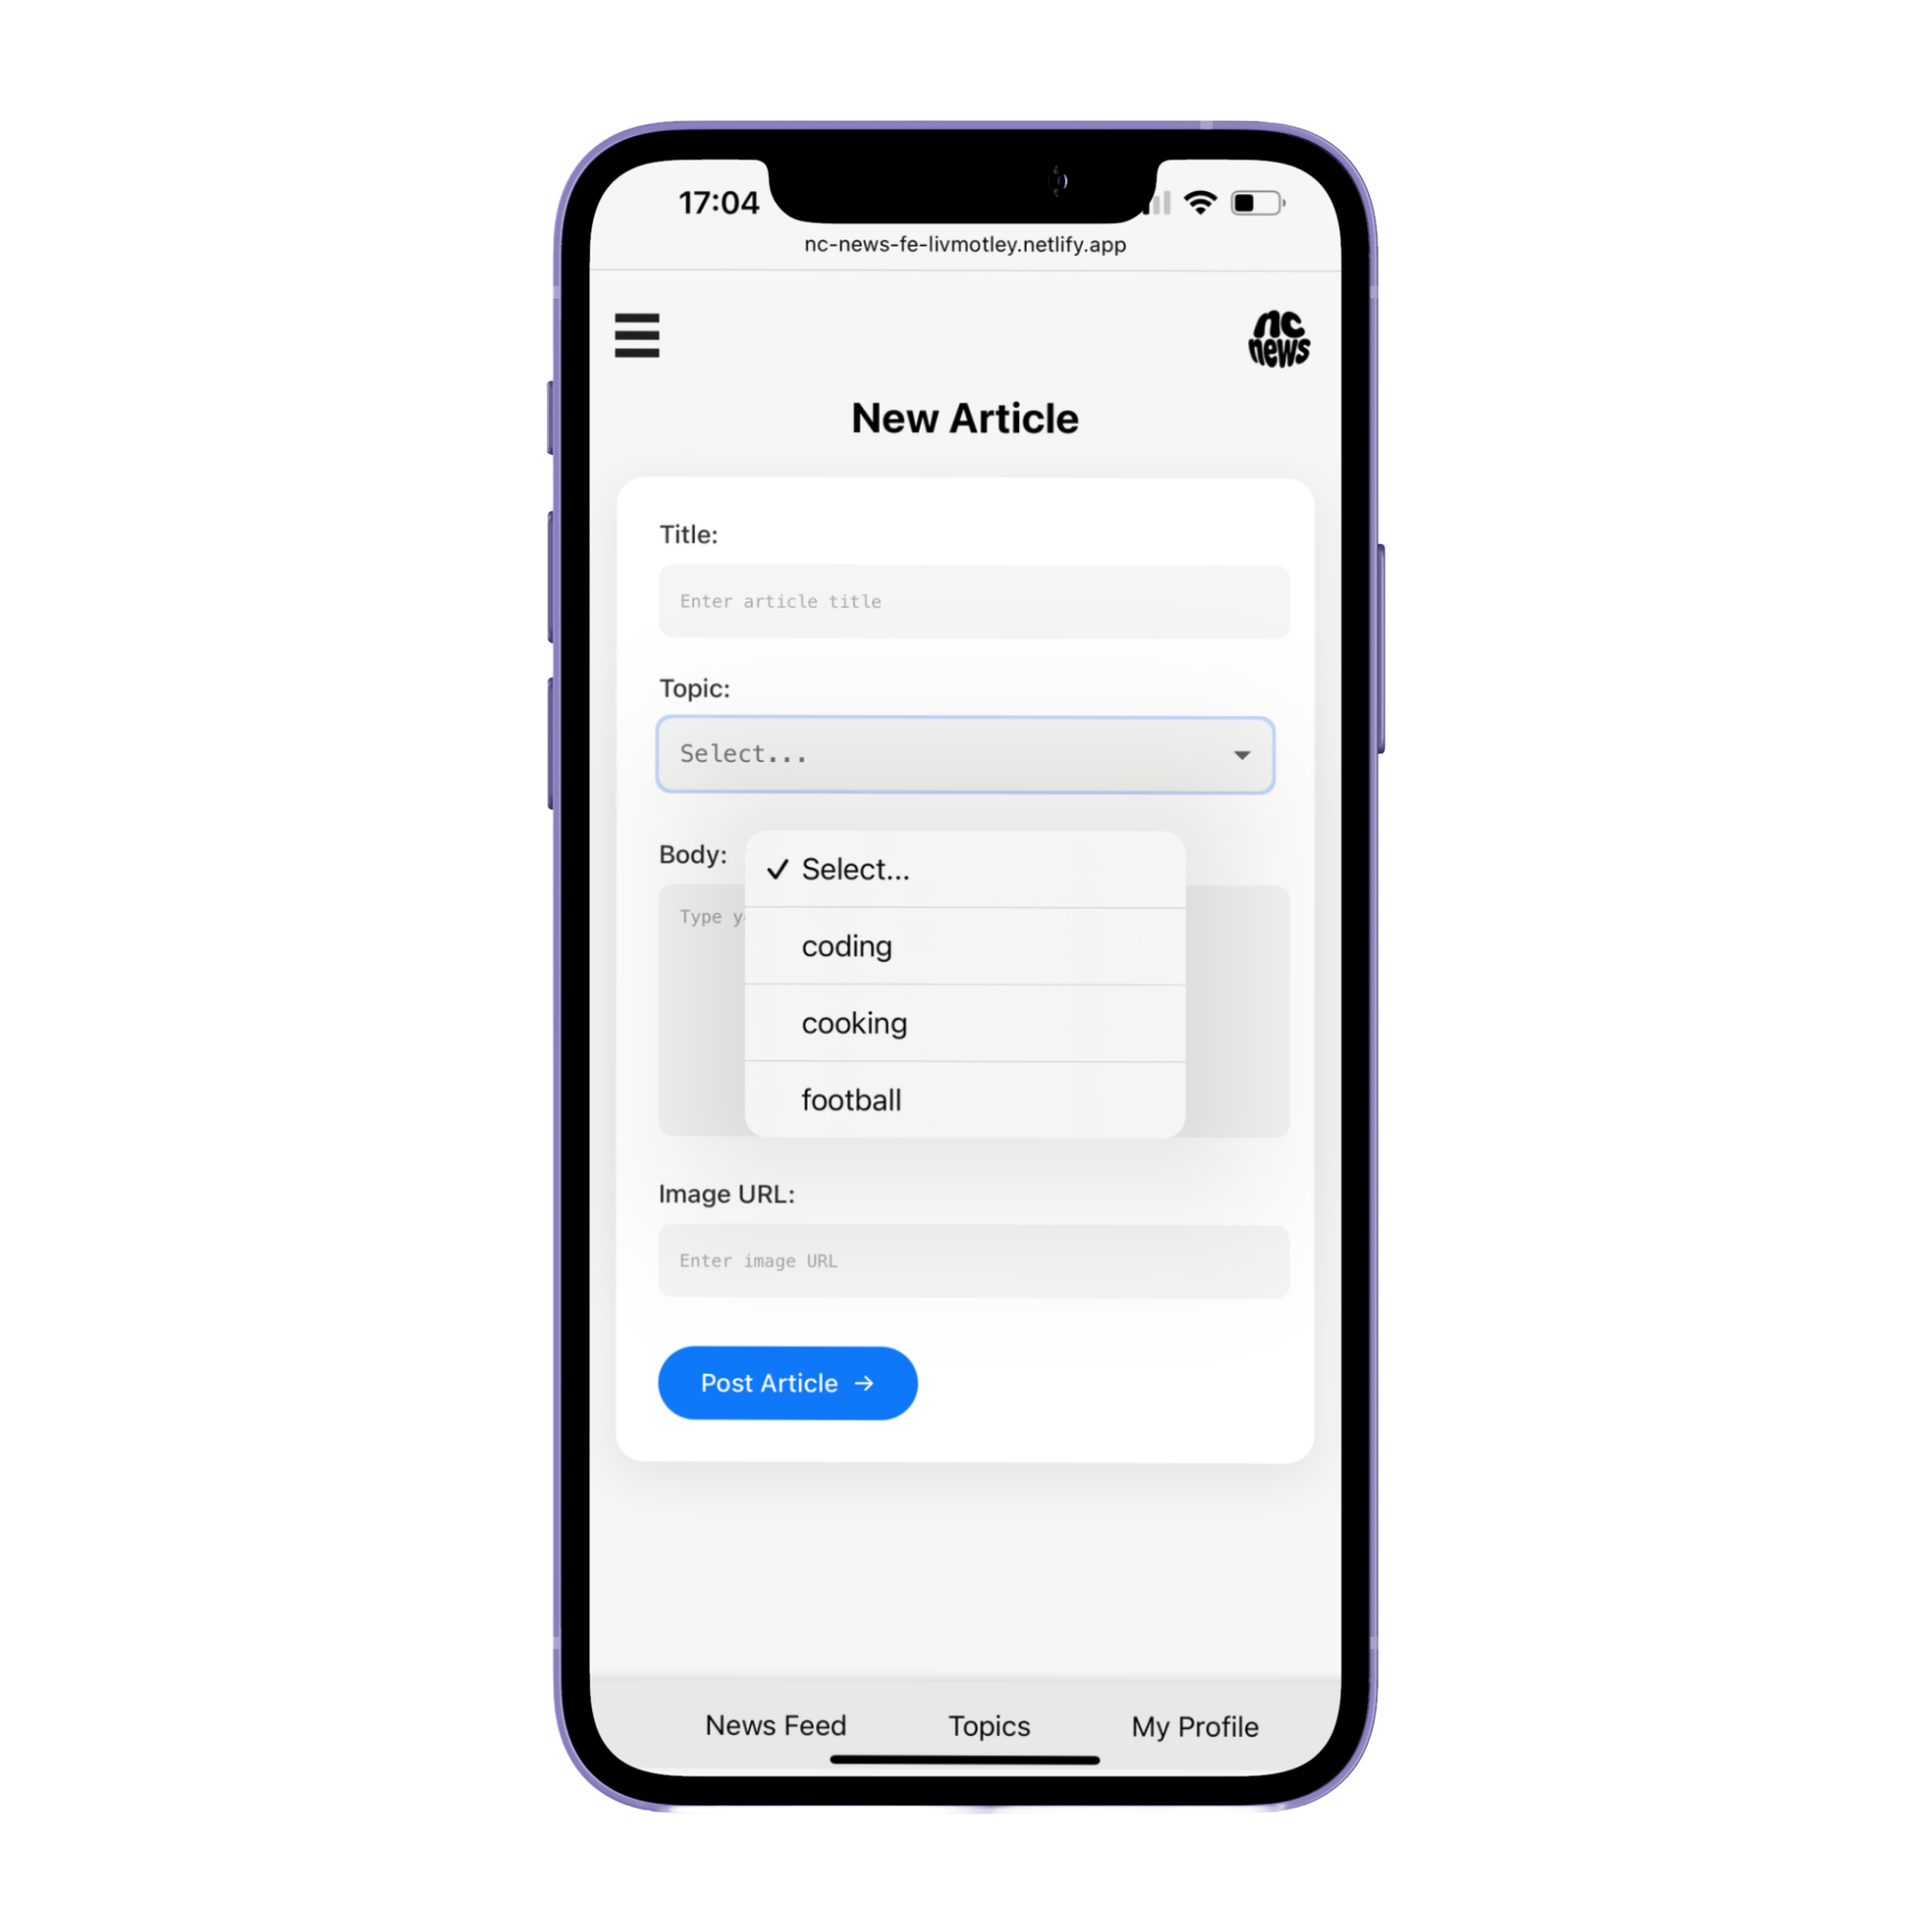 17:04
nc-news-fe-livmotley.netlify.app
nc
news
New Article
Title:
Enter article title
Topic:
Select...
Body:
Type
Select...
coding
cooking
football
Image URL:
Enter image URL
Post Article →
News Feed
Topics
My Profile